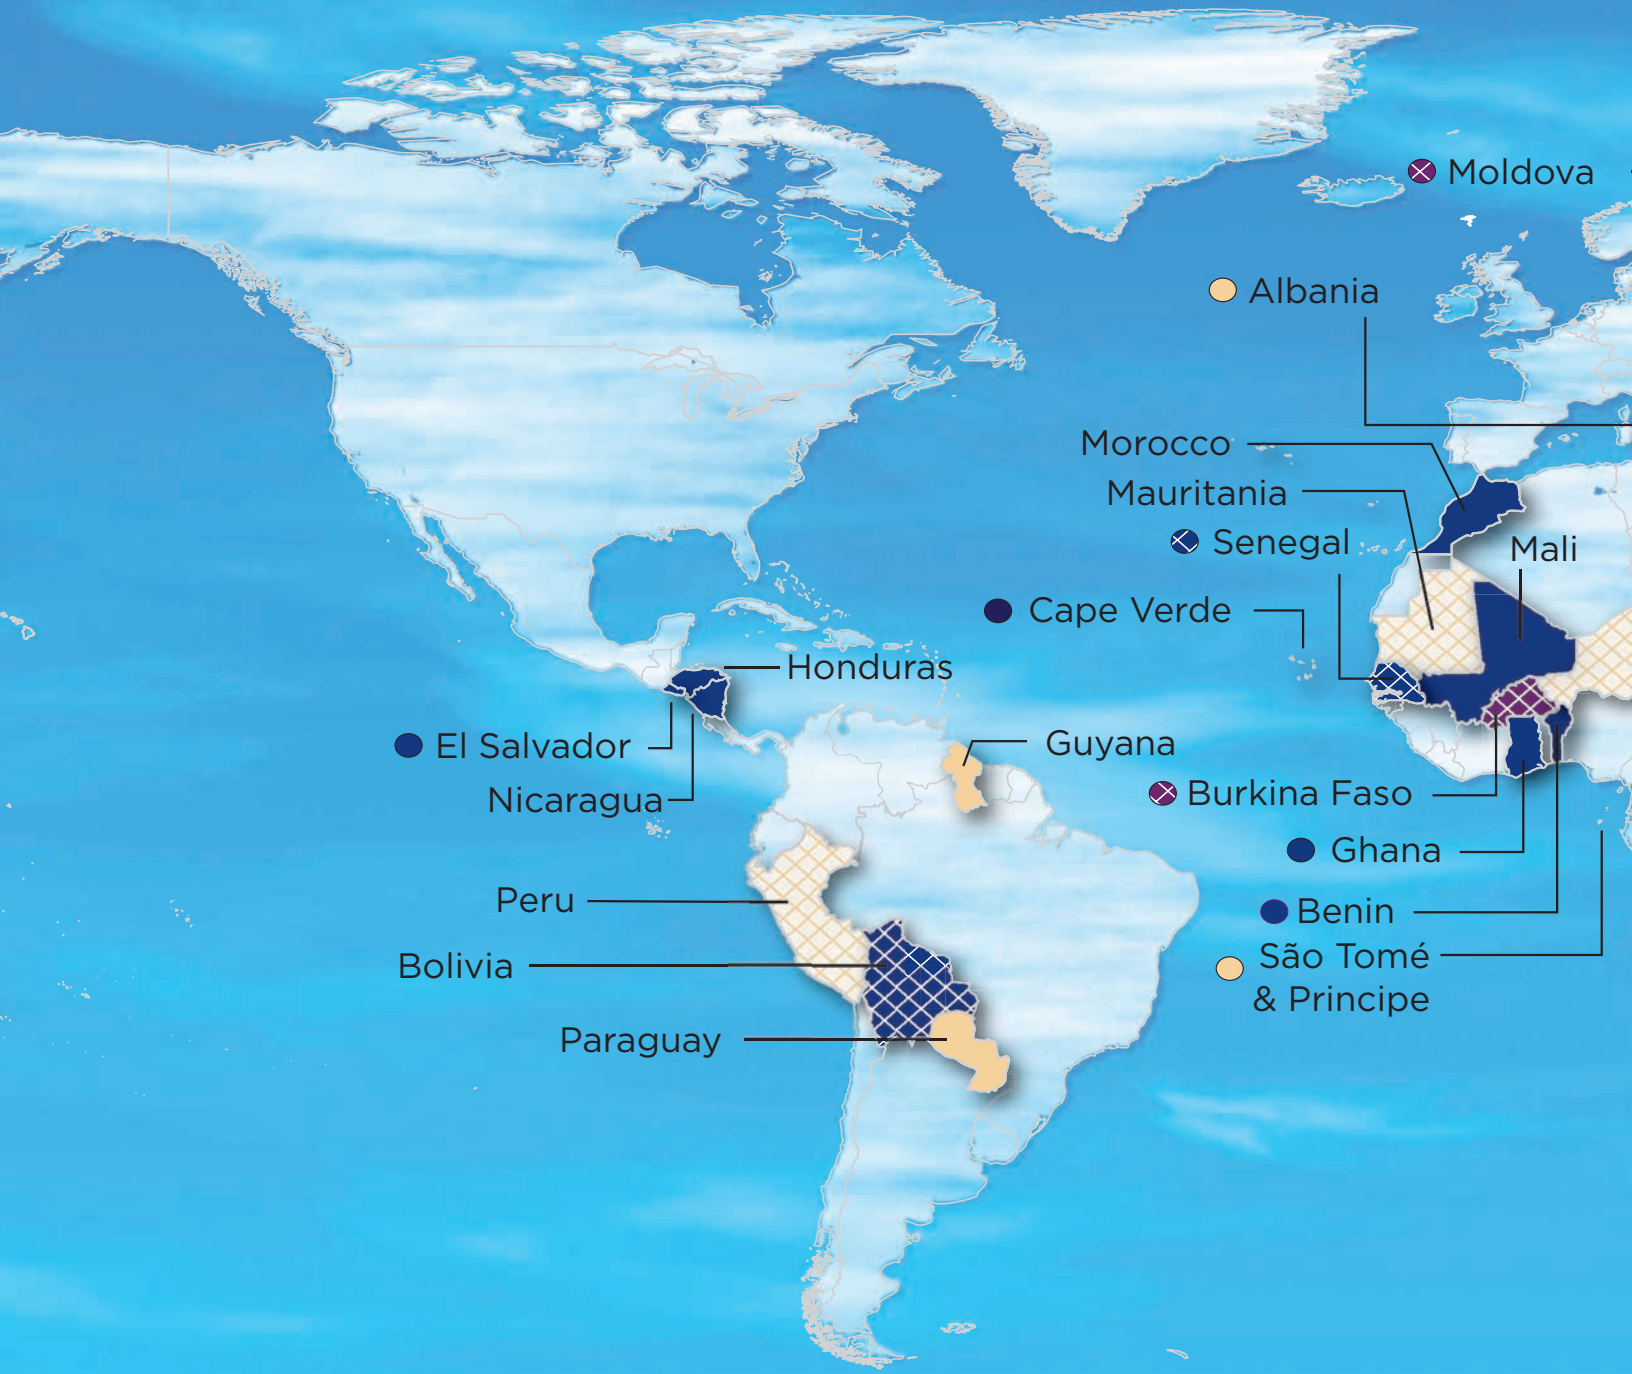 Moldova
Albania
Morocco
Mauritania
Senegal
Mali
Cape Verde
Honduras
El Salvador
Guyana
Nicaragua
Burkina Faso
Ghana
Peru
Benin
São Tomé
& Principe
Bolivia
Paraguay